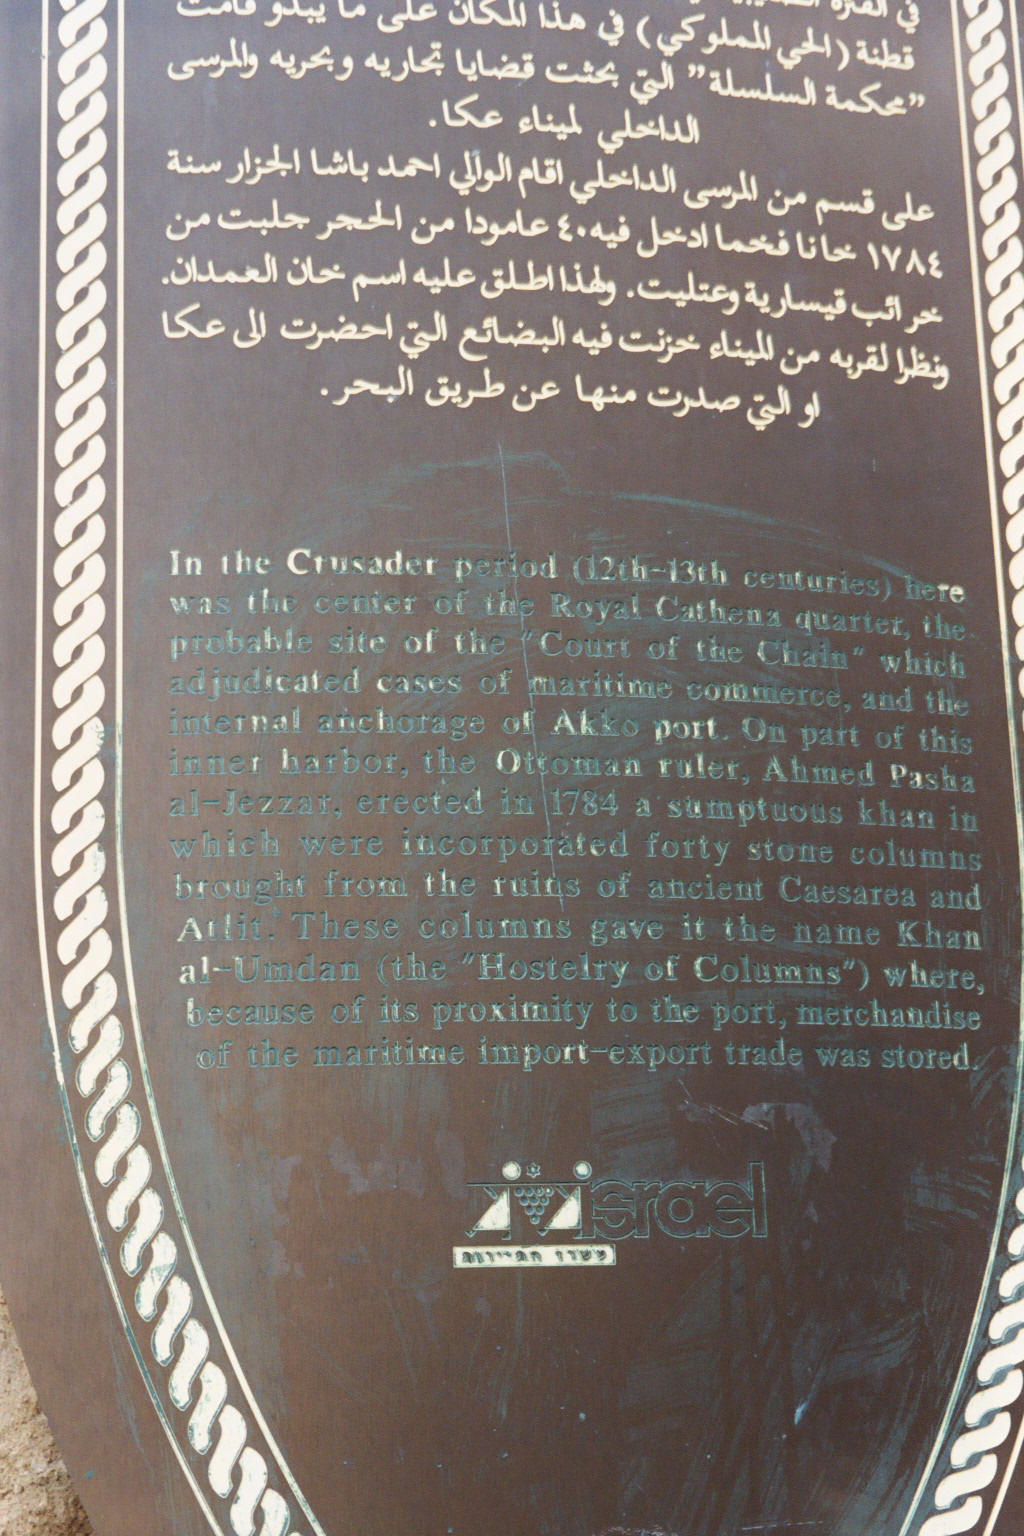 في الفترة الصليبية
قطنة (الحي المملوكي) في هذا المكان على ما يبدو قامت
”محكمة السلسلة” التي بحثت قضايا تجاريه وبحريه والمرسى
الداخلي لميناء عكا.
على قسم من المرسى الداخلي اقام الوالي احمد باشا الجزار سنة
١٧٨٤ خانا فخما ادخل فيه٤٠ عامودا من الحجر جلبت من
خرائب قيسارية وعتليت. ولهذا اطلق عليه اسم خان العمدان.
ونظرا لقربه من الميناء خزنت فيه البضائع التي احضرت الى عكا
او التي صدرت منها عن طريق البحر.
In the Crusader period (12th-13th centuries) here
was the center of the Royal Cathena quarter, the
probable site of the "Court of the Chain" which
adjudicated cases of maritime commerce, and the
internal anchorage of Akko port. On part of this
inner harbor, the Ottoman ruler, Ahmed Pasha
al-Jezzar, erected in 1784 a sumptuous khan in
which were incorporated forty stone columns
brought from the ruins of ancient Caesarea and
Atlit. These columns gave it the name Khan
al-Umdan (the "Hostelry of Columns") where,
because of its proximity to the port, merchandise
of the maritime import-export trade was stored.
israel
משרד התיירות